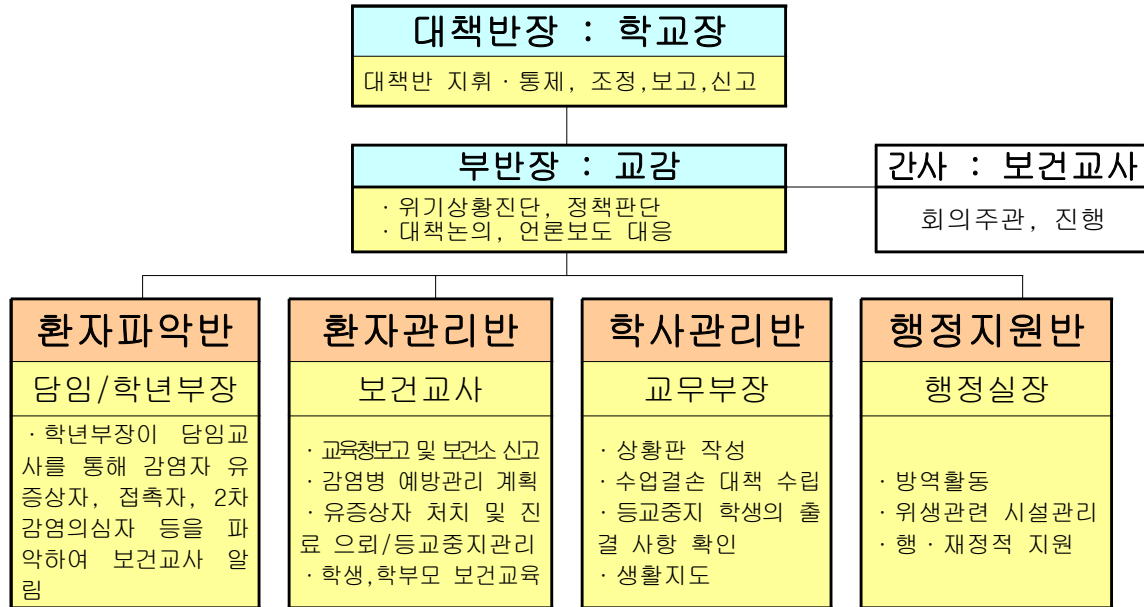 대책반장 : 학교장
대책반 지휘 · 통제, 조정,보고,신고
부반장 : 교감
· 위기상황진단, 정책판단
· 대책논의, 언론보도 대응
간사 : 보건교사
회의주관, 진행
환자파악반
담임/학년부장
· 학년부장이 담임교
사를 통해 감염자 유
증상자, 접촉자, 2차
감염의심자 등을 파
악하여 보건교사 알
림
환자관리반
보건교사
· 교육청보고 및 보건소 신고
· 감염병 예방관리 계획
· 유증상자 처치 및 진
료 으뢰/등교중지관리
· 학생,학부모 보건교육
학사관리반
교무부장
· 상황판 작성
· 수업결손 대책 수립
· 등교중지 학생의 출
결 사항 확인
· 생활지도
행정지원반
행정실장
· 방역활동
· 위생관련 시설관리
· 행 · 재정적 지원